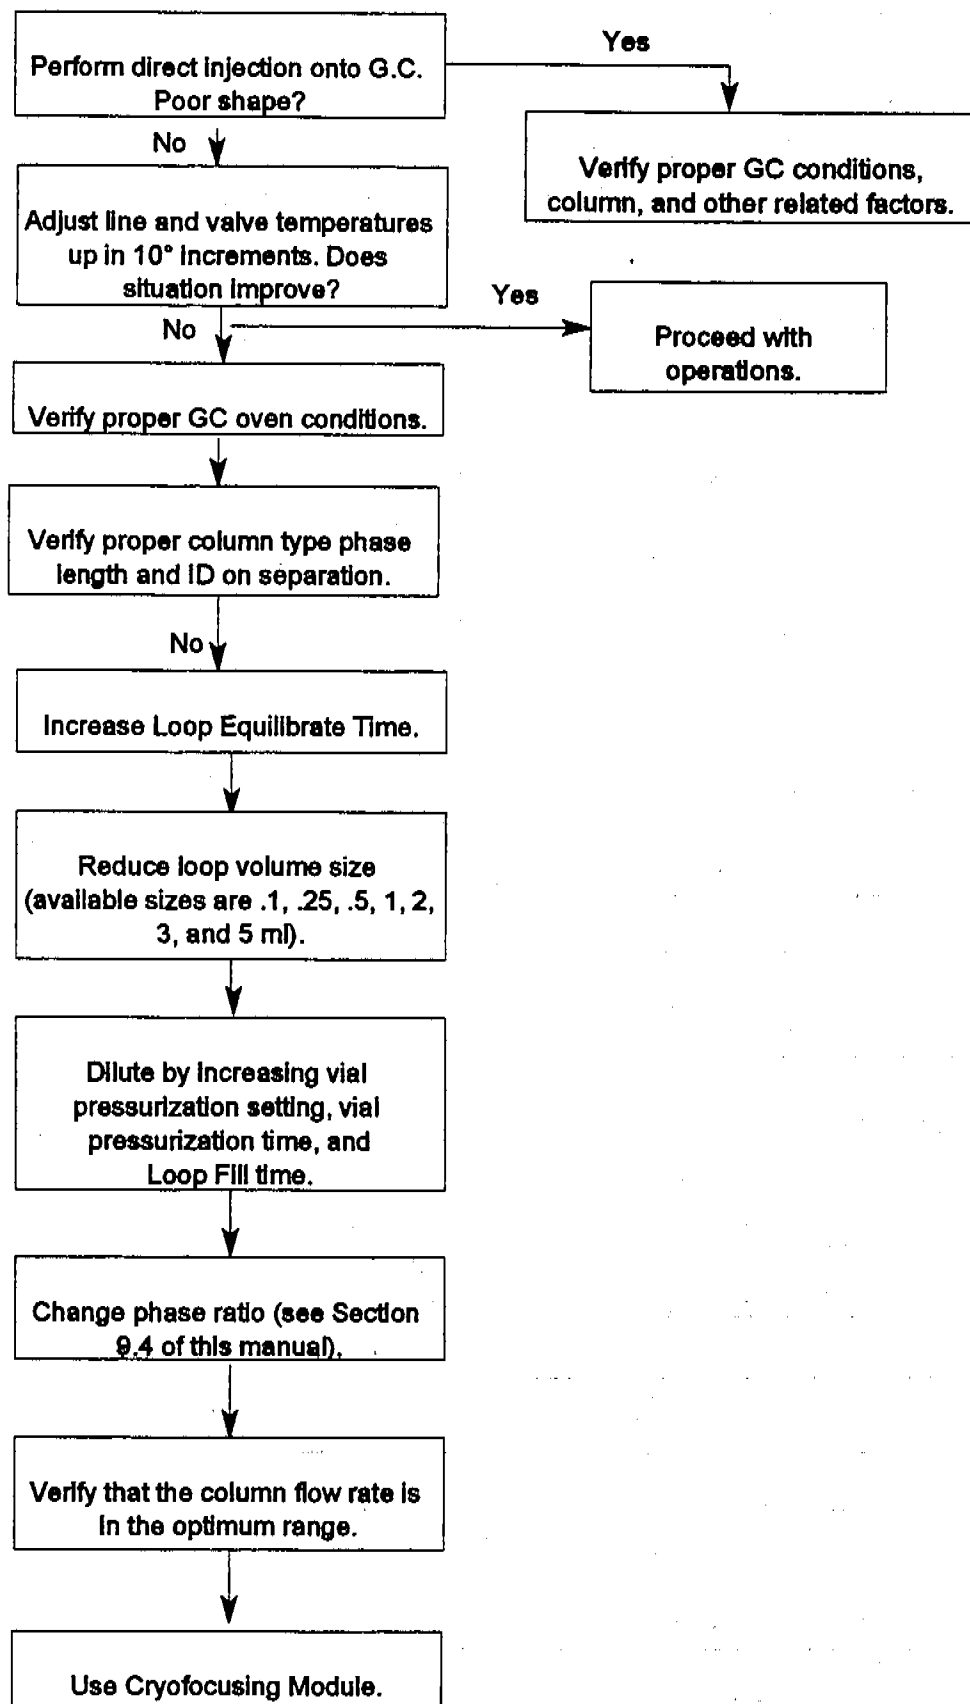 Perform direct injection onto G.C.
Poor shape?
Yes
No
Verify proper GC conditions,
column, and other related factors.
Adjust line and valve temperatures
up in 10° increments. Does
situation improve?
Yes
No
Proceed with
operations.
Verify proper GC oven conditions.
Verify proper column type phase
length and ID on separation.
No
Increase Loop Equilibrate Time.
Reduce loop volume size
(available sizes are .1, .25, .5, 1, 2,
3, and 5 ml).
Dilute by increasing vial
pressurization setting, vial
pressurization time, and
Loop Fill time.
Change phase ratio (see Section
9.4 of this manual).
Verify that the column flow rate is
in the optimum range.
Use Cryofocusing Module.